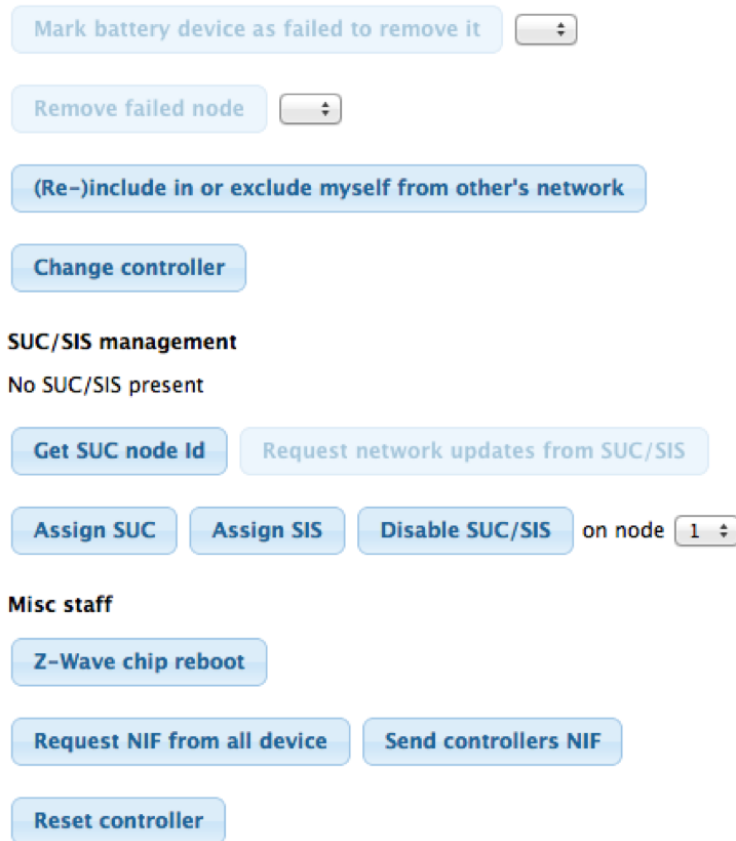 Mark battery device as failed to remove it
Remove failed node
(Re-)include in or exclude myself from other's network
Change controller
SUC/SIS management
No SUC/SIS present
Get SUC node Id Request network updates from SUC/SIS
Assign SUC Assign SIS Disable SUC/SIS on node 1
Misc staff
Z-Wave chip reboot
Request NIF from all device Send controllers NIF
Reset controller